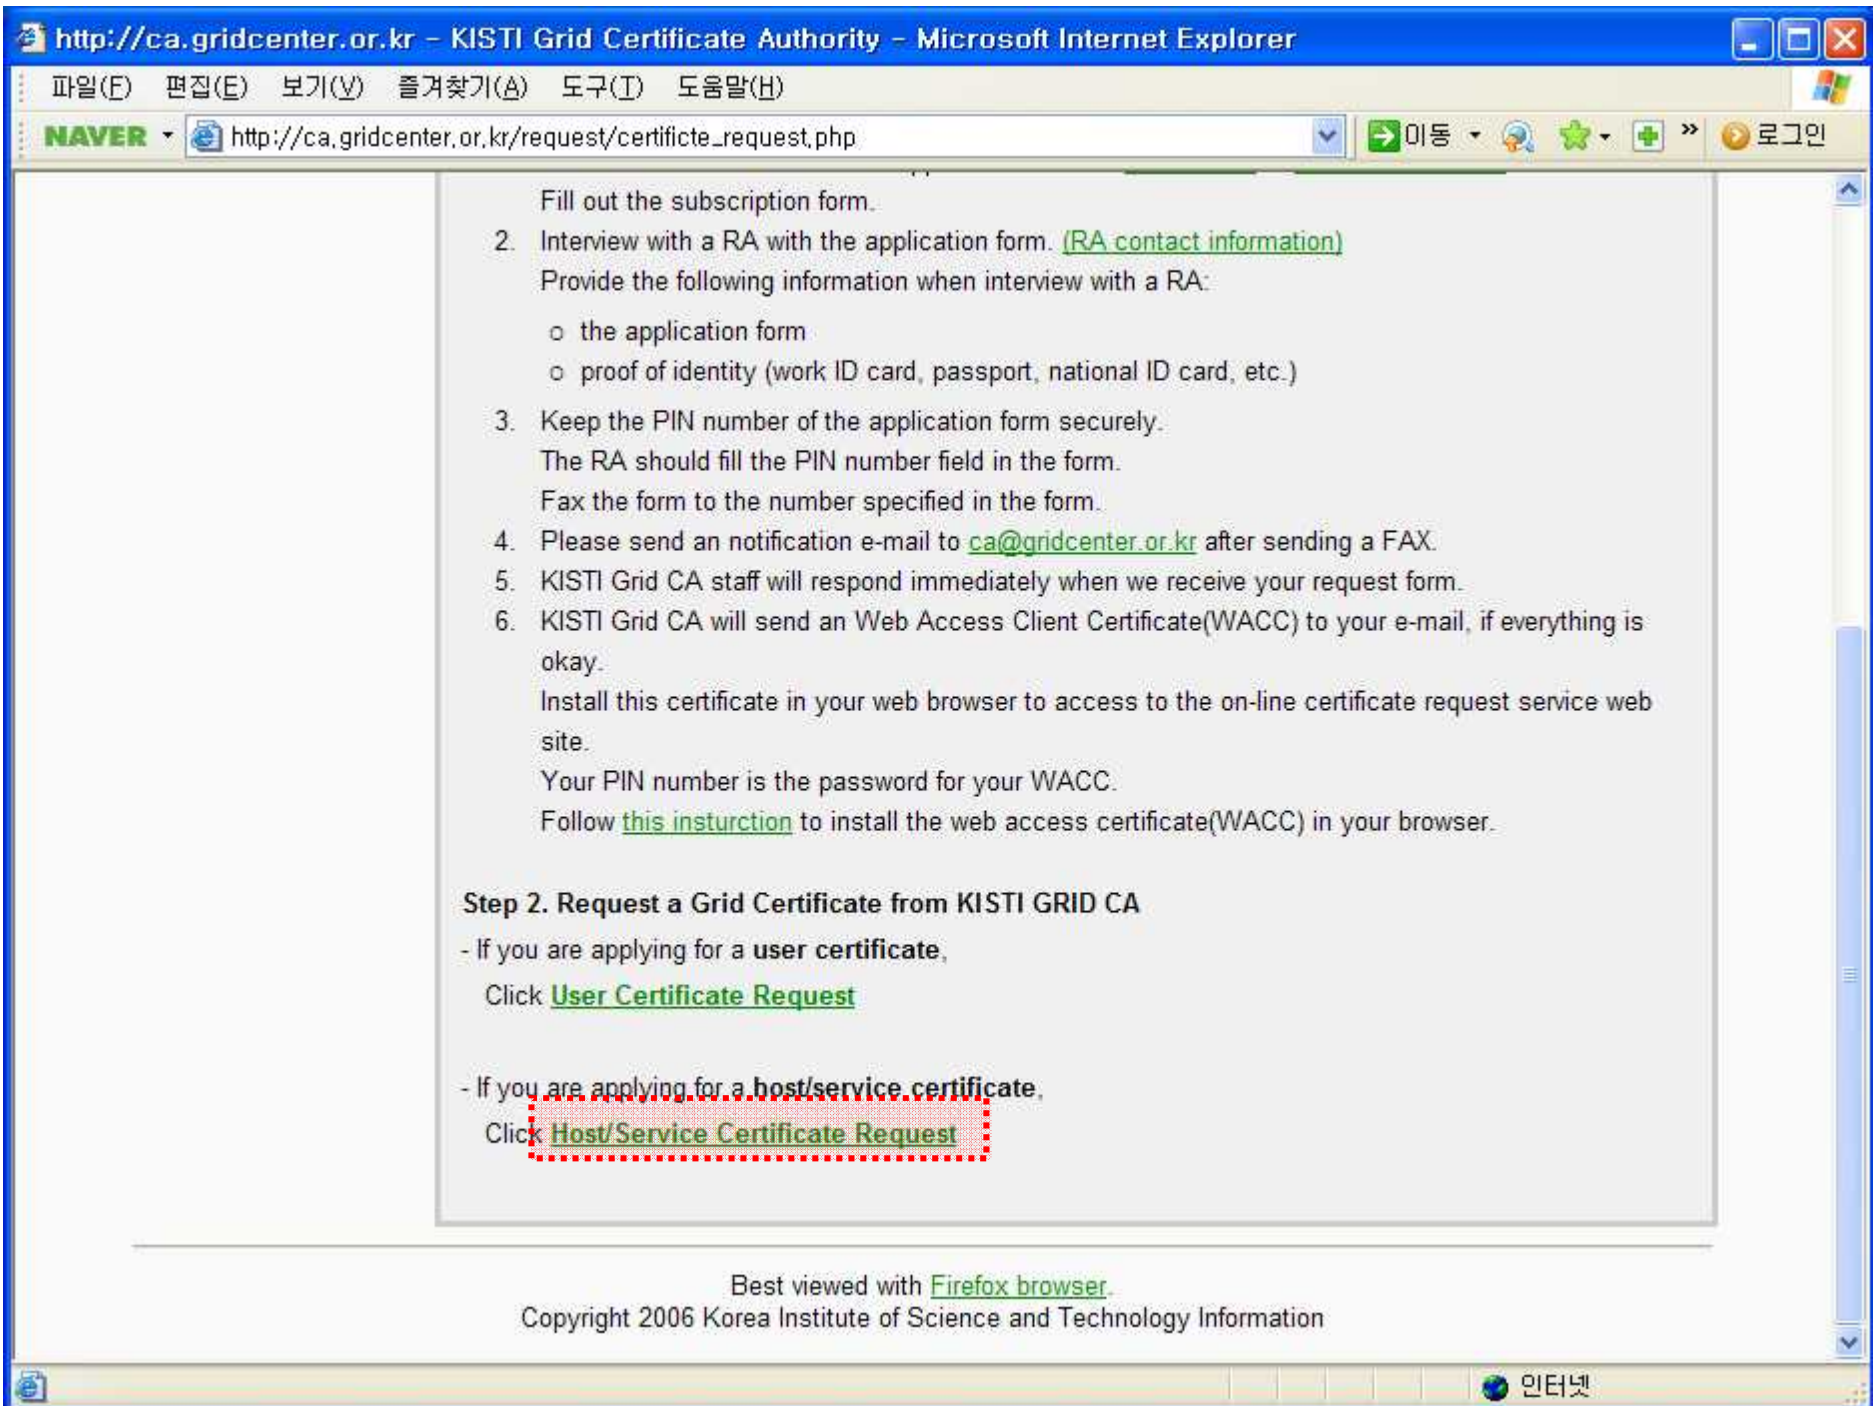 http://ca.gridcenter.or.kr - KISTI Grid Certificate Authority - Microsoft Internet Explorer
파일(F) 편집(E) 보기(V) 즐겨찾기(A) 도구(T) 도움말(H)
NAVER http://ca.gridcenter.or.kr/request/certificte_request.php 이동 » 로그인
Fill out the subscription form.
2. Interview with a RA with the application form. (RA contact information)
Provide the following information when interview with a RA:
o the application form
o proof of identity (work ID card, passport, national ID card, etc.)
3. Keep the PIN number of the application form securely.
The RA should fill the PIN number field in the form.
Fax the form to the number specified in the form.
4. Please send an notification e-mail to ca@gridcenter.or.kr after sending a FAX.
5. KISTI Grid CA staff will respond immediately when we receive your request form.
6. KISTI Grid CA will send an Web Access Client Certificate(WACC) to your e-mail, if everything is
okay.
Install this certificate in your web browser to access to the on-line certificate request service web
site.
Your PIN number is the password for your WACC.
Follow this insturction to install the web access certificate(WACC) in your browser.
Step 2. Request a Grid Certificate from KISTI GRID CA
- If you are applying for a user certificate,
Click User Certificate Request
- If you are applying for a host/service certificate,
Click Host/Service Certificate Request
Best viewed with Firefox browser.
Copyright 2006 Korea Institute of Science and Technology Information
인터넷